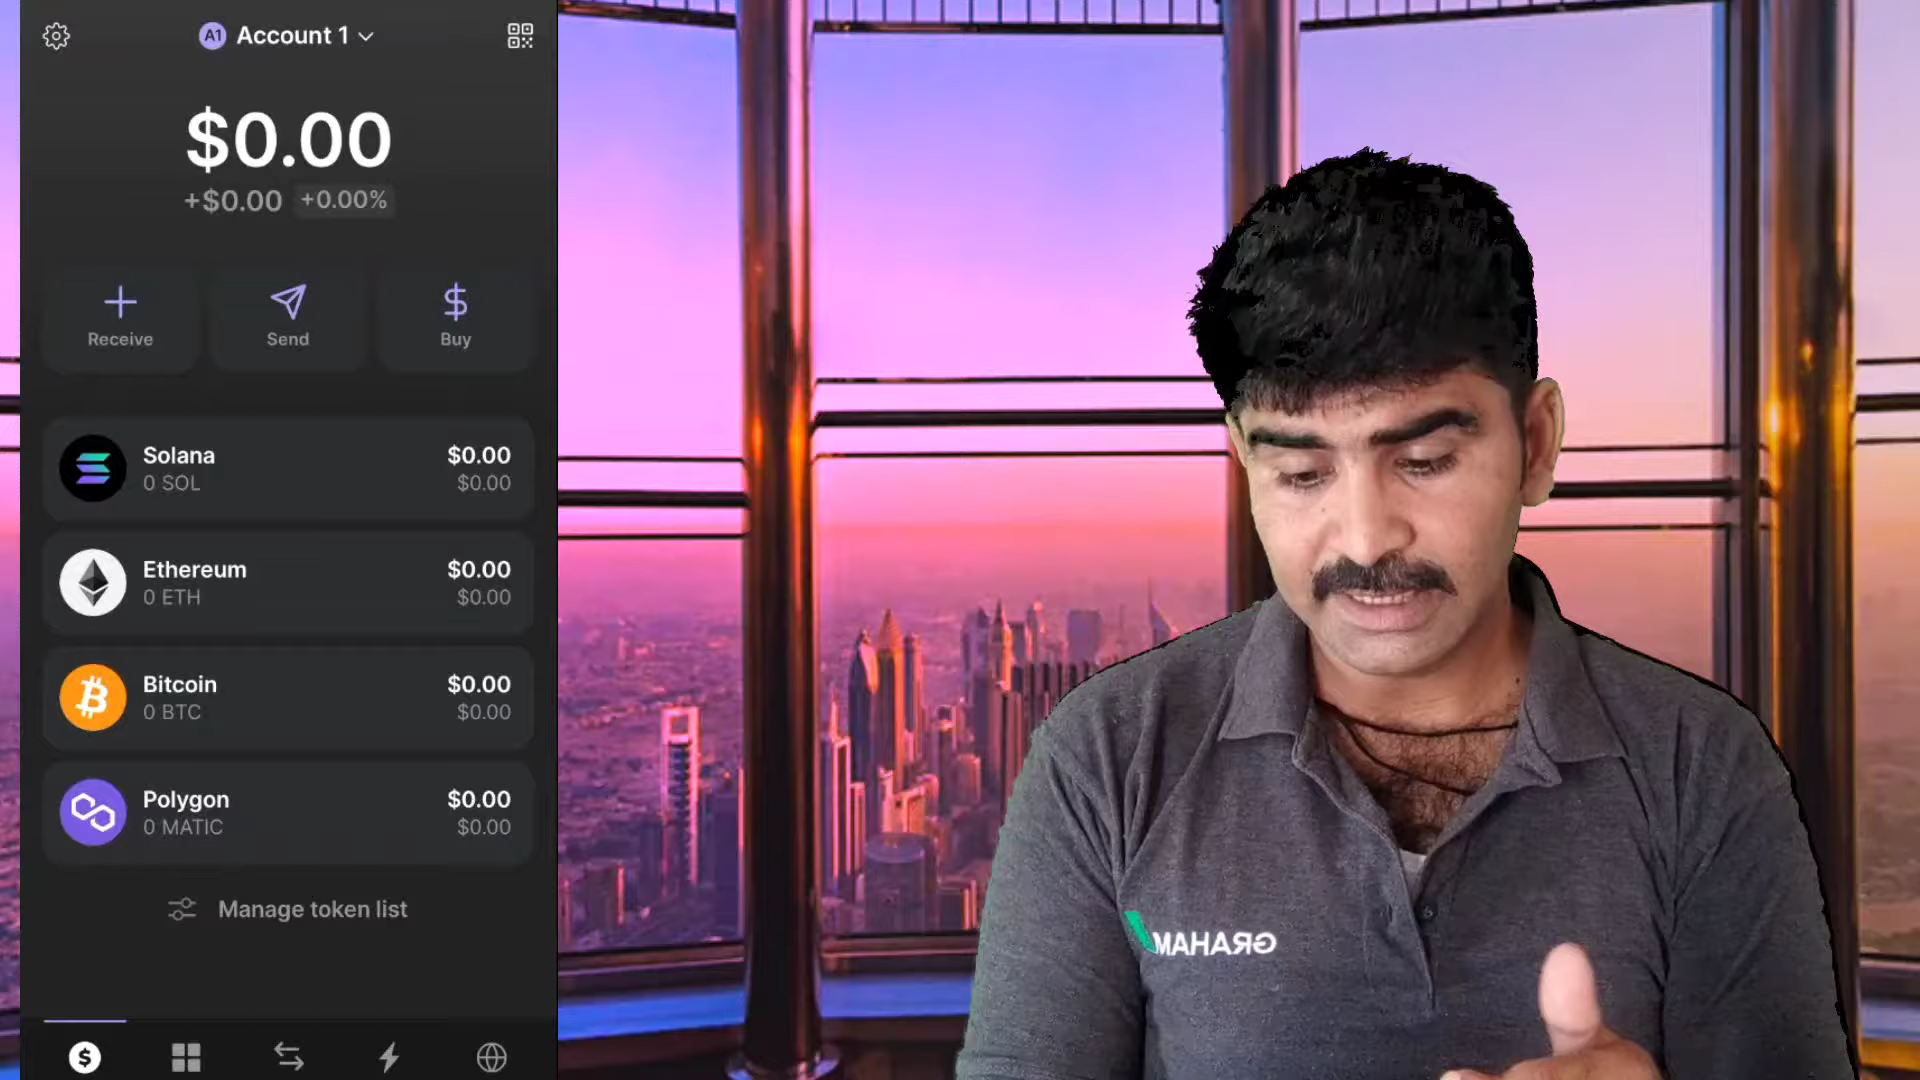 A1 Account 1
$0.00
+$0.00 +0.00%
Receive Send Buy
Solana $0.00
0 SOL $0.00
Ethereum $0.00
0 ETH $0.00
Bitcoin $0.00
0 BTC $0.00
Polygon $0.00
0 MATIC $0.00
Manage token list
GRAHAM